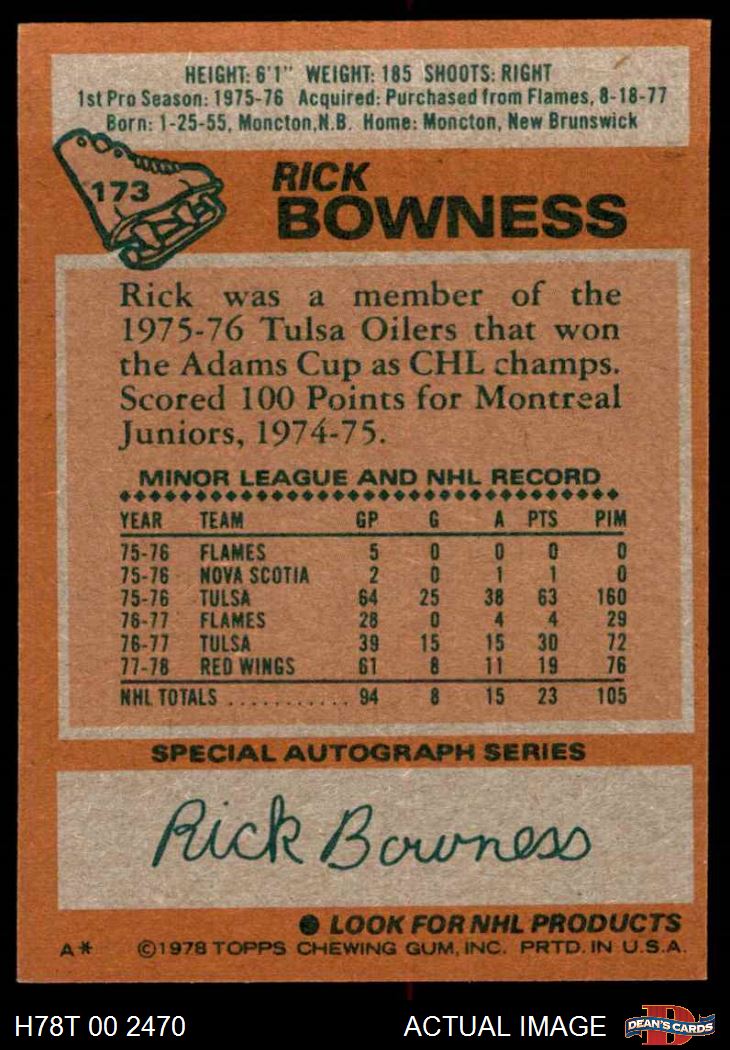 HEIGHT: 6'1" WEIGHT: 185 SHOOTS: RIGHT
1st Pro Season: 1975-76 Acquired: Purchased from Flames, 8-18-77
Born: 1-25-55, Moncton,N.B. Home: Moncton, New Brunswick
173
RICK
BOWNESS
Rick was a member of the
1975-76 Tulsa Oilers that won
the Adams Cup as CHL champs.
Scored 100 Points for Montreal
Juniors, 1974-75.
MINOR LEAGUE AND NHL RECORD
YEAR TEAM GP G A PTS PIM
75-76 FLAMES 5 0 0 0 0
75-76 NOVA SCOTIA 2 0 1 1 0
75-76 TULSA 64 25 38 63 160
76-77 FLAMES 28 0 4 4 29
76-77 TULSA 39 15 15 30 72
77-78 RED WINGS 61 8 11 19 76
NHL TOTALS ........... 94 8 15 23 105
SPECIAL AUTOGRAPH SERIES
Rick Bowness
● LOOK FOR NHL PRODUCTS
A* ©1978 TOPPS CHEWING GUM, INC. PRTD. IN U.S.A.
H78T 00 2470 ACTUAL IMAGE D DEAN'S CARDS